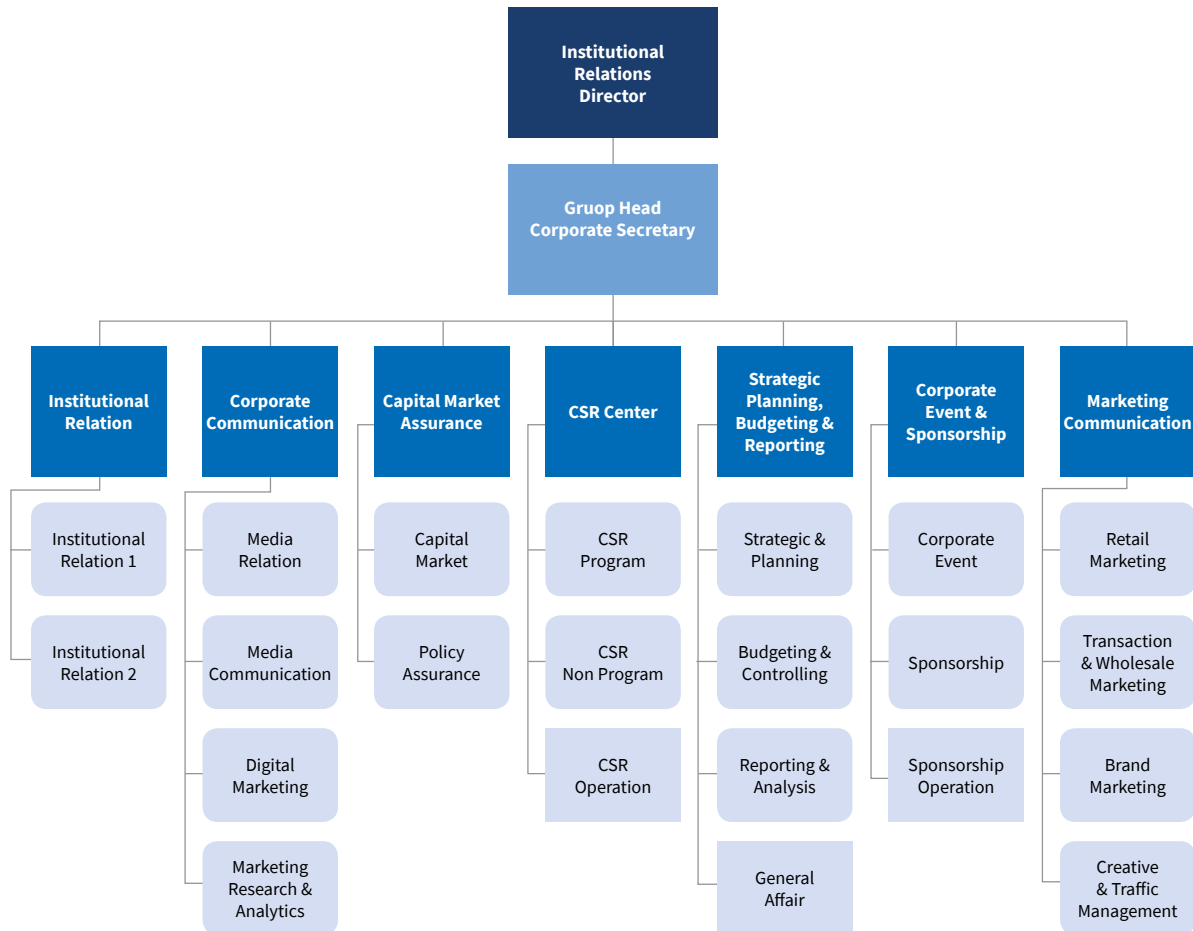 Institutional
Relations
Director
Gruop Head
Corporate Secretary
Institutional
Relation
Corporate
Communication
Capital Market
Assurance
CSR Center
Strategic
Planning,
Budgeting &
Reporting
Corporate
Event &
Sponsorship
Marketing
Communication
Institutional
Relation 1
Institutional
Relation 2
Media
Relation
Media
Communication
Digital
Marketing
Marketing
Research &
Analytics
Capital
Market
Policy
Assurance
CSR
Program
CSR
Non Program
CSR
Operation
Strategic &
Planning
Budgeting &
Controlling
Reporting &
Analysis
General
Affair
Corporate
Event
Sponsorship
Sponsorship
Operation
Retail
Marketing
Transaction
& Wholesale
Marketing
Brand
Marketing
Creative
& Traffic
Management